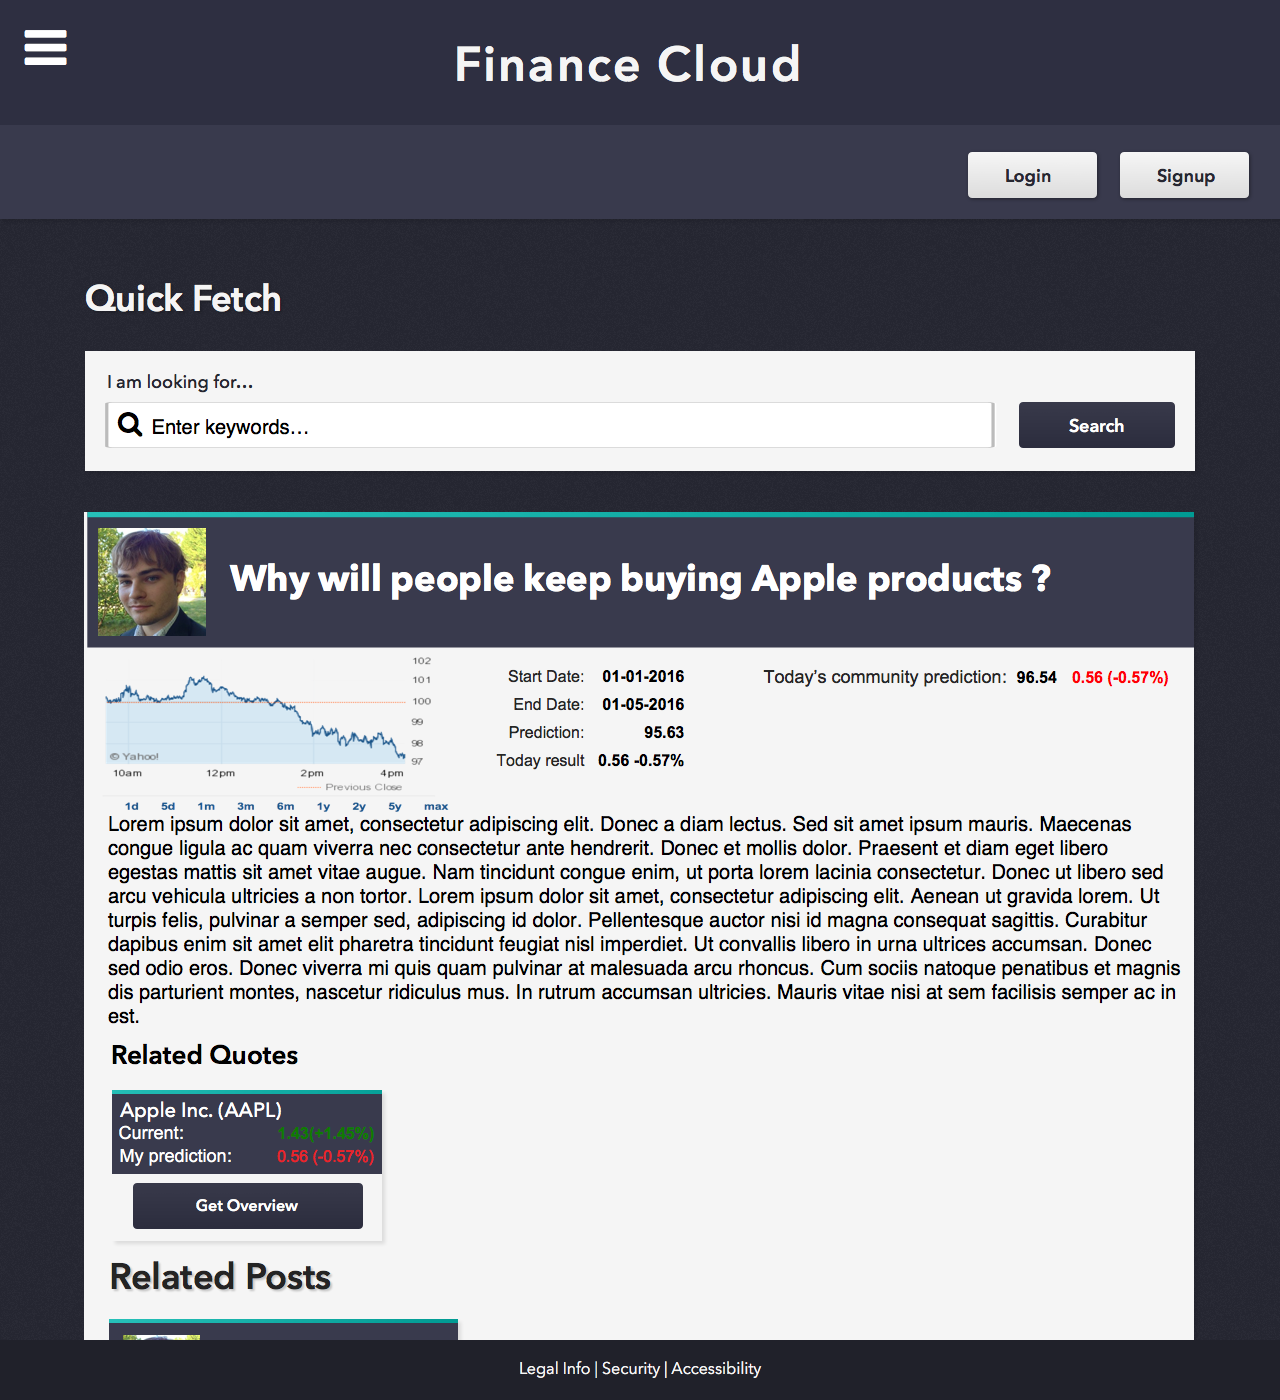 Finance Cloud
Login Signup
Quick Fetch
I am looking for...
Enter keywords... Search
Why will people keep buying Apple products ?
102
101
100
99
98
97
© Yahoo!
10am 12pm 2pm 4pm
Previous Close
1d 5d 1m 3m 6m 1y 2y 5y max
Start Date: 01-01-2016
End Date: 01-05-2016
Prediction: 95.63
Today result 0.56 -0.57%
Today's community prediction: 96.54 0.56 (-0.57%)
Lorem ipsum dolor sit amet, consectetur adipiscing elit. Donec a diam lectus. Sed sit amet ipsum mauris. Maecenas
congue ligula ac quam viverra nec consectetur ante hendrerit. Donec et mollis dolor. Praesent et diam eget libero
egestas mattis sit amet vitae augue. Nam tincidunt congue enim, ut porta lorem lacinia consectetur. Donec ut libero sed
arcu vehicula ultricies a non tortor. Lorem ipsum dolor sit amet, consectetur adipiscing elit. Aenean ut gravida lorem. Ut
turpis felis, pulvinar a semper sed, adipiscing id dolor. Pellentesque auctor nisi id magna consequat sagittis. Curabitur
dapibus enim sit amet elit pharetra tincidunt feugiat nisl imperdiet. Ut convallis libero in urna ultrices accumsan. Donec
sed odio eros. Donec viverra mi quis quam pulvinar at malesuada arcu rhoncus. Cum sociis natoque penatibus et magnis
dis parturient montes, nascetur ridiculus mus. In rutrum accumsan ultricies. Mauris vitae nisi at sem facilisis semper ac in
est.
Related Quotes
Apple Inc. (AAPL)
Current: 1.43(+1.45%)
My prediction: 0.56 (-0.57%)
Get Overview
Related Posts
Legal Info | Security | Accessibility